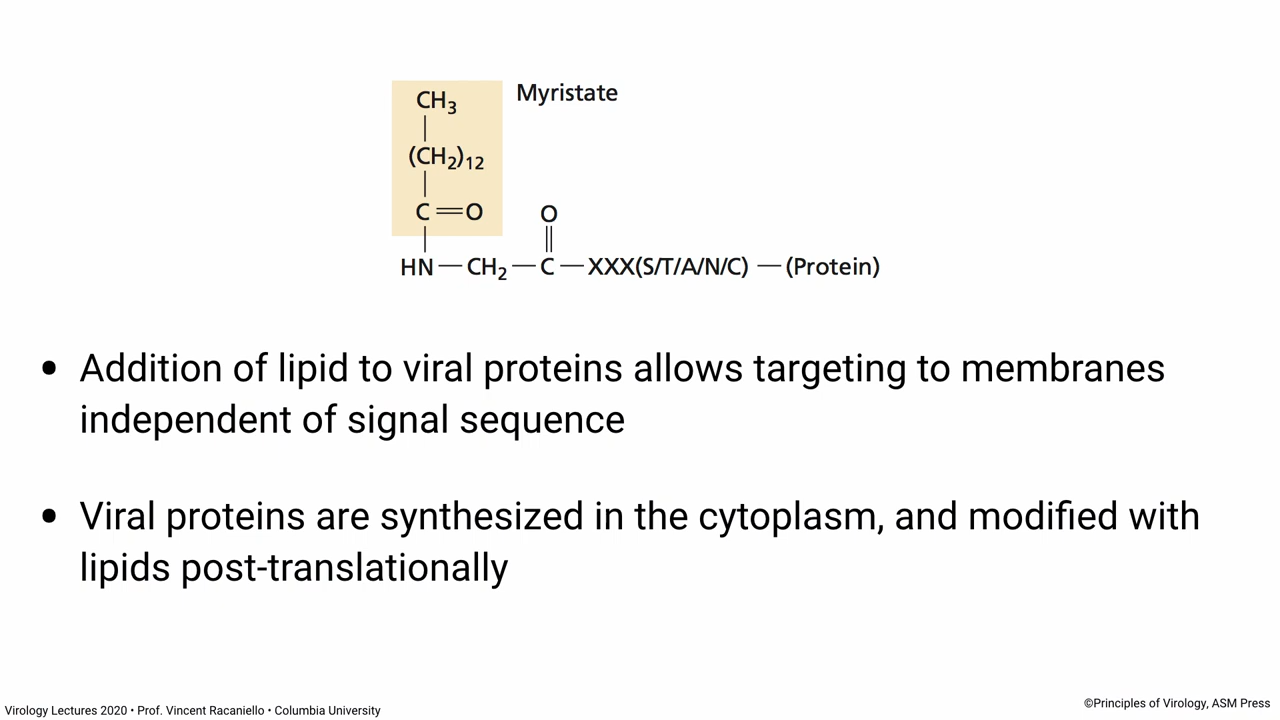 CH₃ Myristate
(CH₂)₁₂
C=O O
HN—CH₂—C—XXX(S/T/A/N/C)—(Protein)
• Addition of lipid to viral proteins allows targeting to membranes
independent of signal sequence
• Viral proteins are synthesized in the cytoplasm, and modified with
lipids post-translationally
Virology Lectures 2020 • Prof. Vincent Racaniello • Columbia University
©Principles of Virology, ASM Press